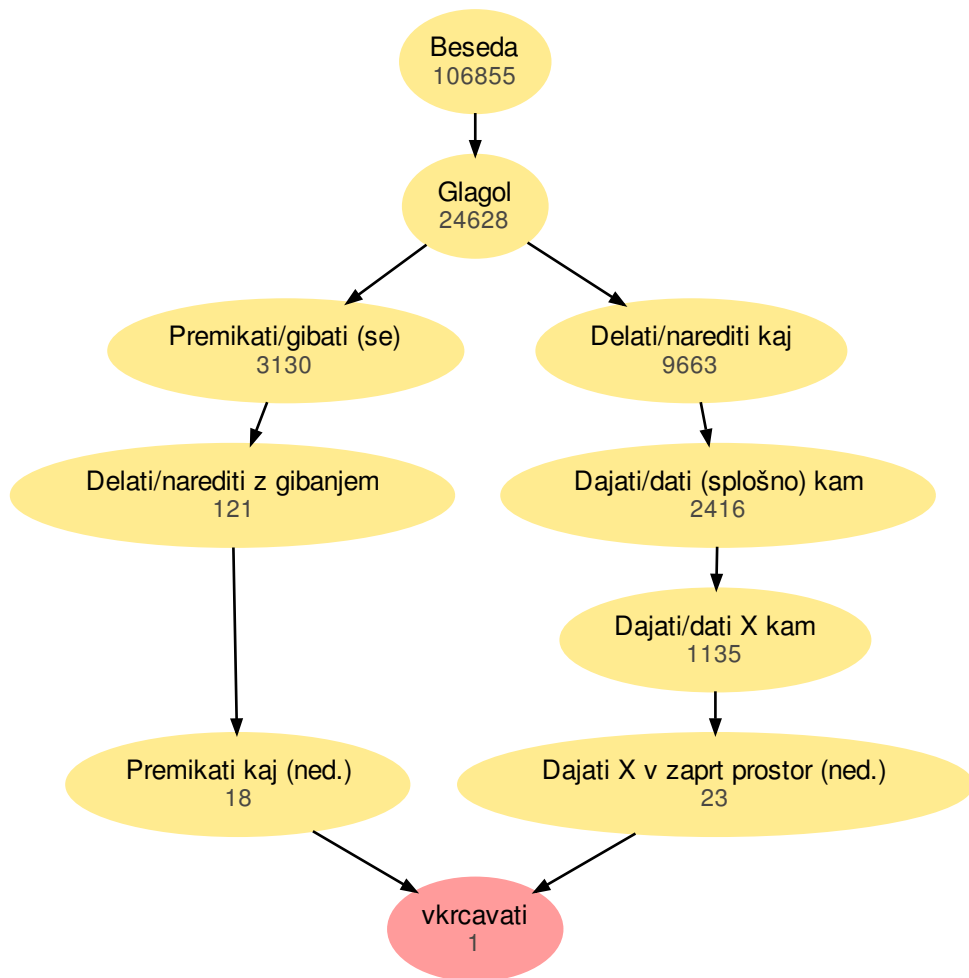 Beseda
106855
Glagol
24628
Premikati/gibati (se)
3130
Delati/narediti kaj
9663
Delati/narediti z gibanjem
121
Dajati/dati (splošno) kam
2416
Dajati/dati X kam
1135
Premikati kaj (ned.)
18
Dajati X v zaprt prostor (ned.)
23
vkrcavati
1